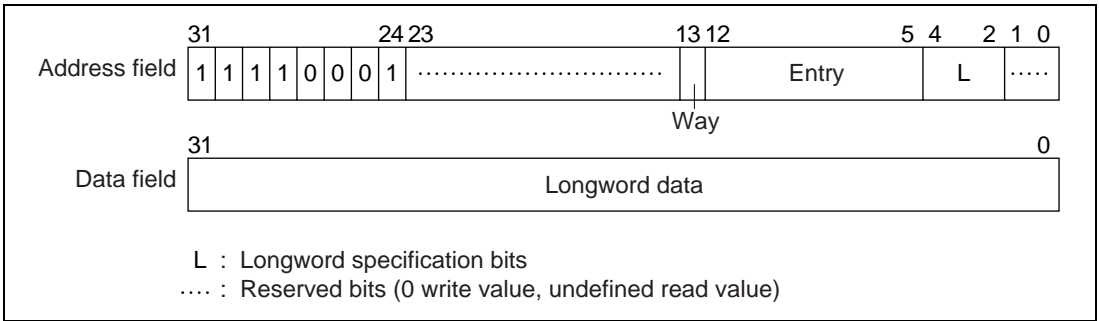 31 24 23 13 12 5 4 2 1 0
Address field 1 1 1 1 0 0 0 1 .............................. Entry L .....
Way
31 0
Data field Longword data
L : Longword specification bits
.... : Reserved bits (0 write value, undefined read value)